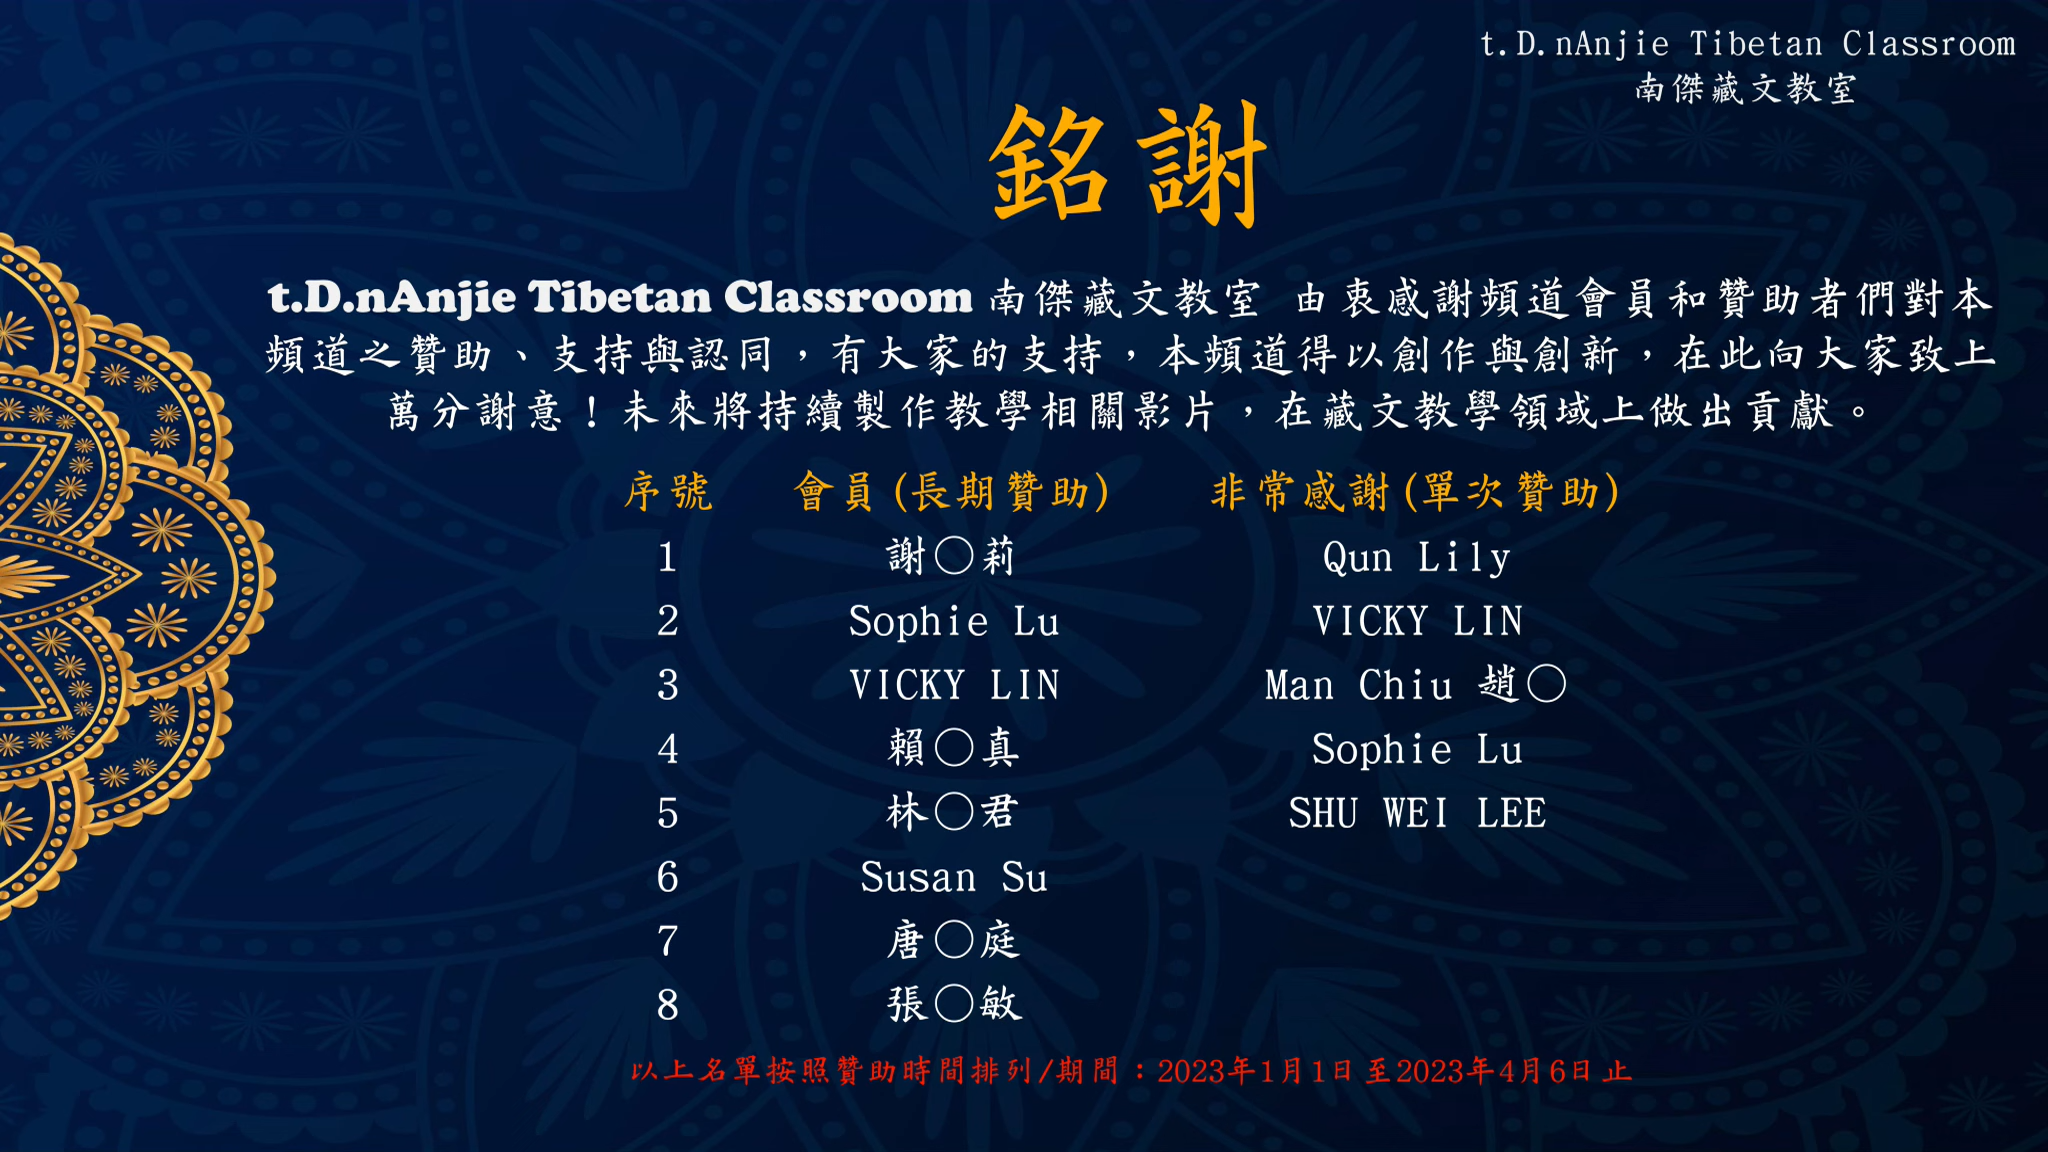 t.D.nAnjie Tibetan Classroom
南傑藏文教室
銘謝
t.D.nAnjie Tibetan Classroom 南傑藏文教室 由衷感謝頻道會員和贊助者們對本
頻道之贊助、支持與認同，有大家的支持，本頻道得以創作與創新，在此向大家致上
萬分謝意！未來將持續製作教學相關影片，在藏文教學領域上做出貢獻。
序號 會員(長期贊助) 非常感謝(單次贊助)
1 謝○莉 Qun Lily
2 Sophie Lu VICKY LIN
3 VICKY LIN Man Chiu 趙○
4 賴○真 Sophie Lu
5 林○君 SHU WEI LEE
6 Susan Su
7 唐○庭
8 張○敏
以上名單按照贊助時間排列/期間：2023年1月1日至2023年4月6日止